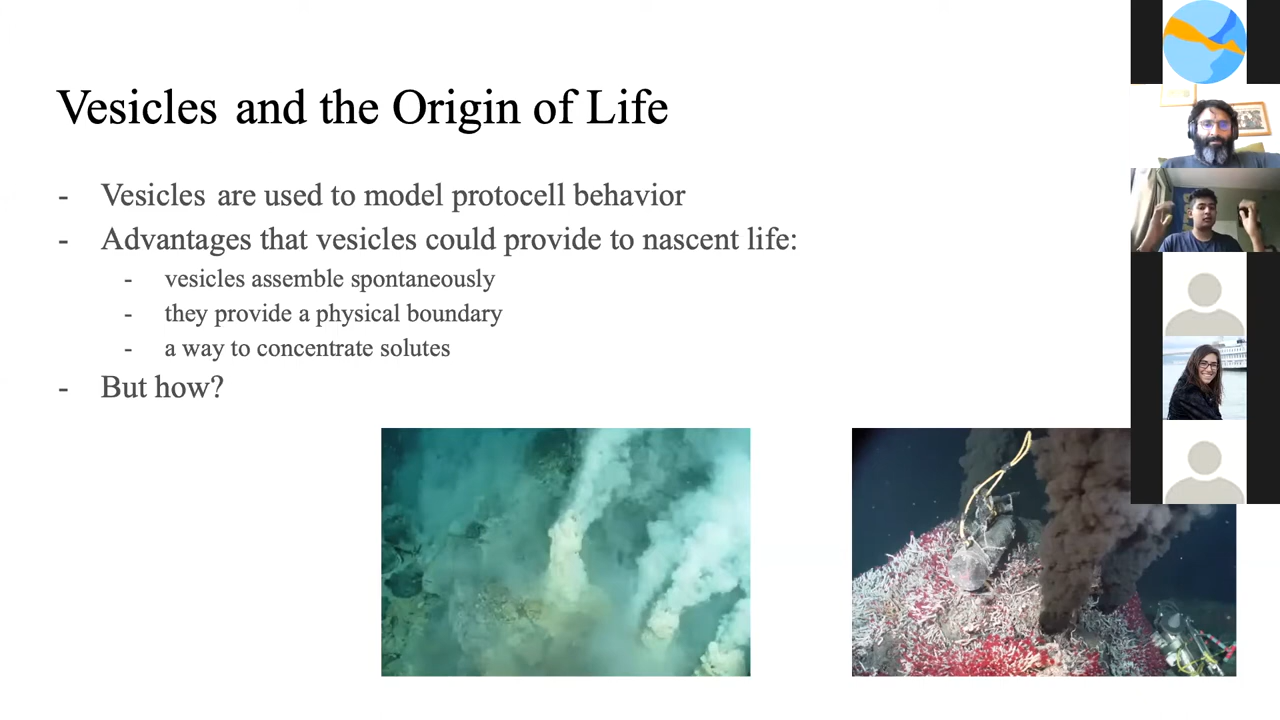 Vesicles and the Origin of Life
- Vesicles are used to model protocell behavior
- Advantages that vesicles could provide to nascent life:
- vesicles assemble spontaneously
- they provide a physical boundary
- a way to concentrate solutes
- But how?